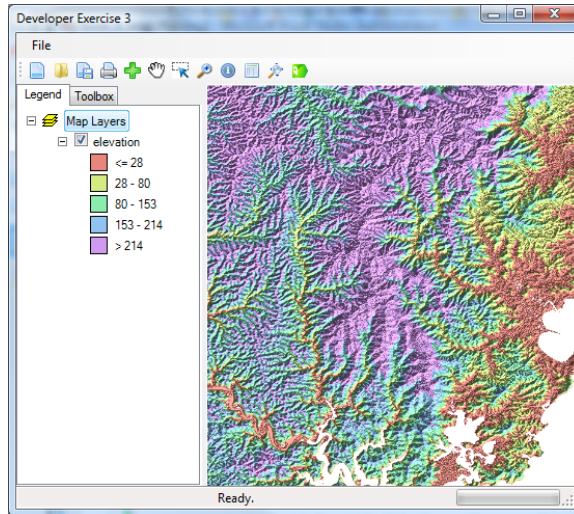 Developer Exercise 3
File
Legend Toolbox
Map Layers
elevation
<= 28
28 - 80
80 - 153
153 - 214
> 214
Ready.